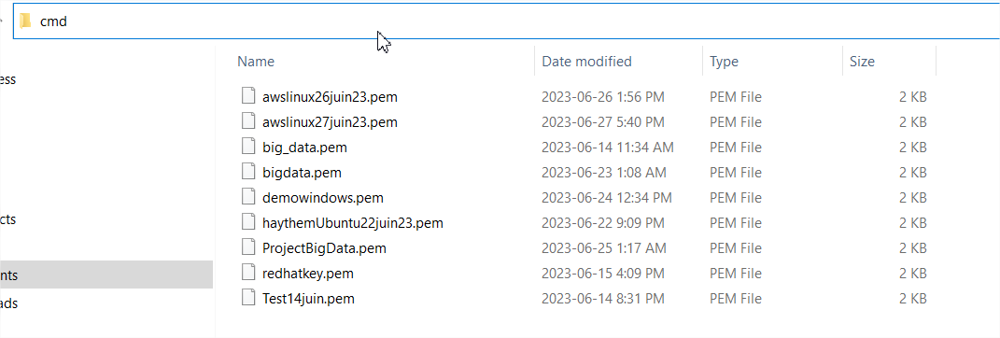 cmd
Name Date modified Type Size
ess
awslinux26juin23.pem 2023-06-26 1:56 PM PEM File 2 KB
awslinux27juin23.pem 2023-06-27 5:40 PM PEM File 2 KB
big_data.pem 2023-06-14 11:34 AM PEM File 2 KB
bigdata.pem 2023-06-23 1:08 AM PEM File 2 KB
demowindows.pem 2023-06-24 12:34 PM PEM File 2 KB
cts
haythemUbuntu22juin23.pem 2023-06-22 9:09 PM PEM File 2 KB
ProjectBigData.pem 2023-06-25 1:17 AM PEM File 2 KB
nts
redhatkey.pem 2023-06-15 4:09 PM PEM File 2 KB
ads
Test14juin.pem 2023-06-14 8:31 PM PEM File 2 KB